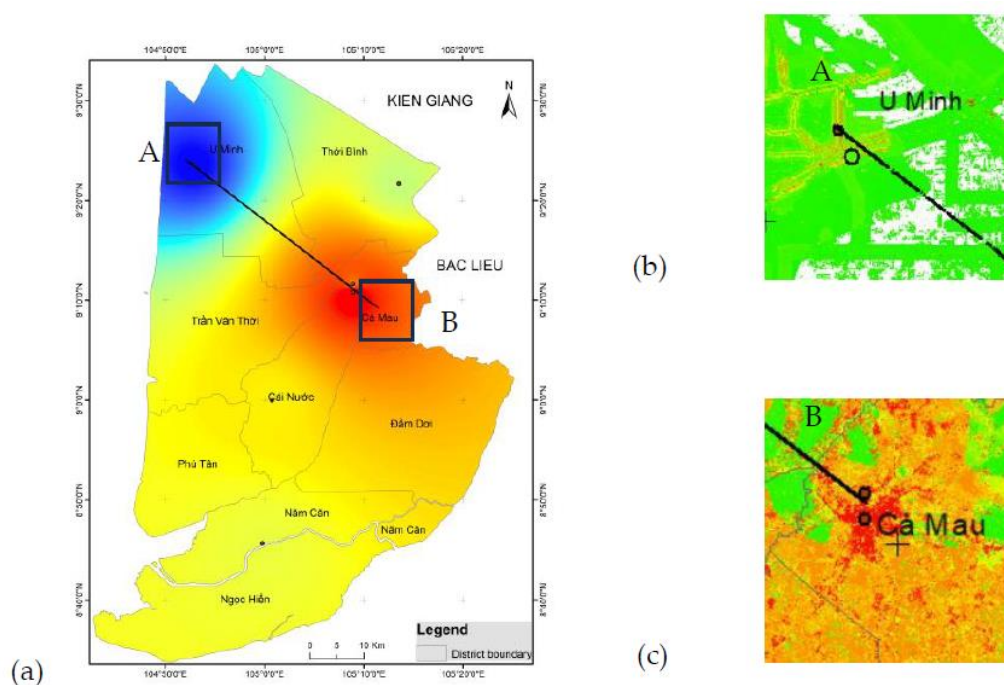 104°50'0"E 105°0'0"E 105°10'0"E 105°20'0"E
N
KIEN GIANG
A
U Minh
Thới Bình
BAC LIEU
Trần Văn Thời
Cà Mau
B
Cái Nước
Đầm Dơi
Phú Tân
Năm Căn
Năm Căn
Ngọc Hiển
0 5 10 Km
Legend
District boundary
104°50'0"E 105°0'0"E 105°10'0"E 105°20'0"E
9°30'0"N
9°20'0"N
9°10'0"N
9°0'0"N
8°50'0"N
8°40'0"N
9°30'0"N
9°20'0"N
9°10'0"N
9°0'0"N
8°50'0"N
8°40'0"N
(a)
A
U Minh
(b)
B
Cà Mau
(c)